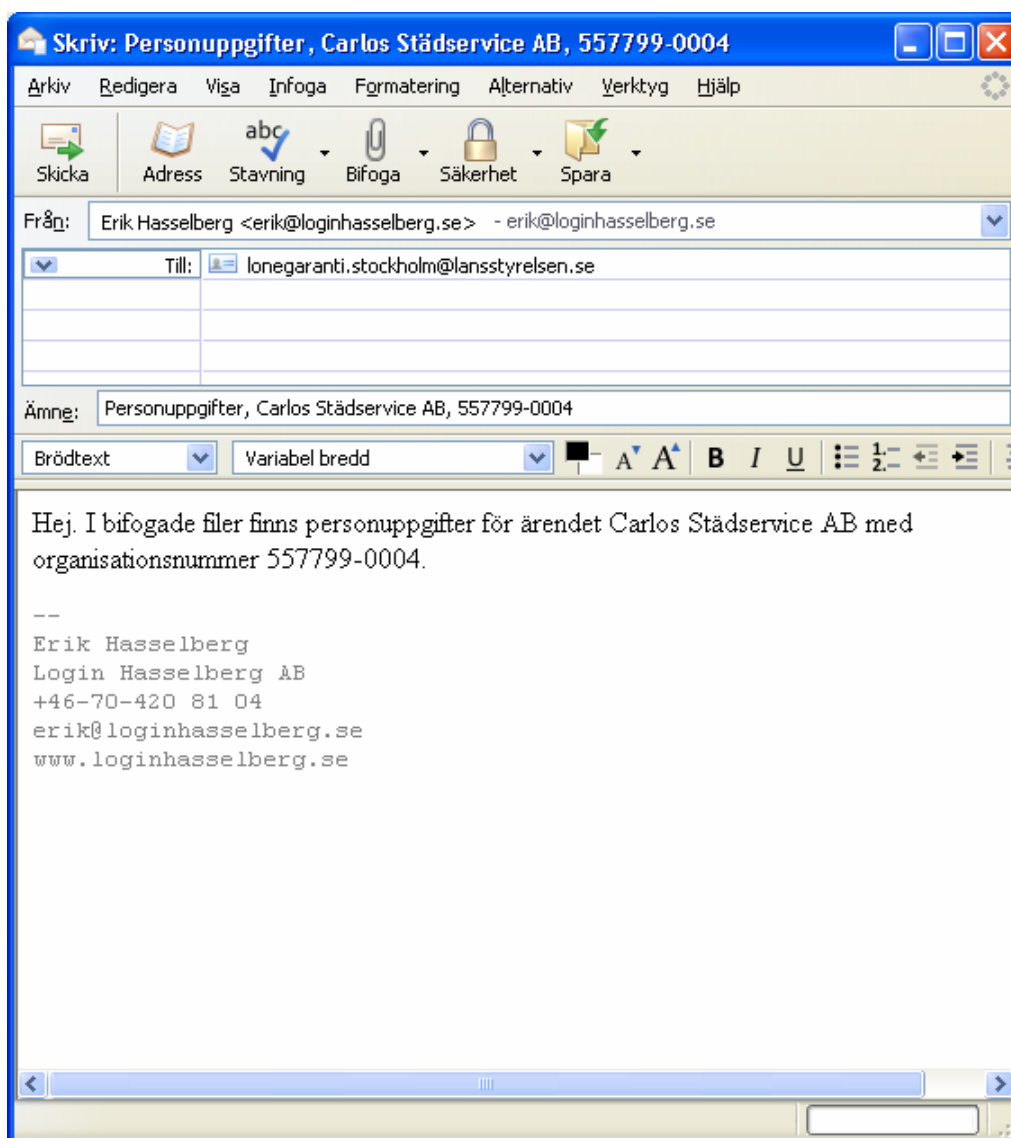 Skriv: Personuppgifter, Carlos Städservice AB, 557799-0004
Arkiv Redigera Visa Infoga Formatering Alternativ Verktyg Hjälp
abc
Skicka Adress Stavning Bifoga Säkerhet Spara
Från: Erik Hasselberg <erik@loginhasselberg.se> - erik@loginhasselberg.se
Till: lonegaranti.stockholm@lansstyrelsen.se
Ämne: Personuppgifter, Carlos Städservice AB, 557799-0004
Brödtext Variabel bredd A A B I U 1. 2.
Hej. I bifogade filer finns personuppgifter för ärendet Carlos Städservice AB med
organisationsnummer 557799-0004.
--
Erik Hasselberg
Login Hasselberg AB
+46-70-420 81 04
erik@loginhasselberg.se
www.loginhasselberg.se